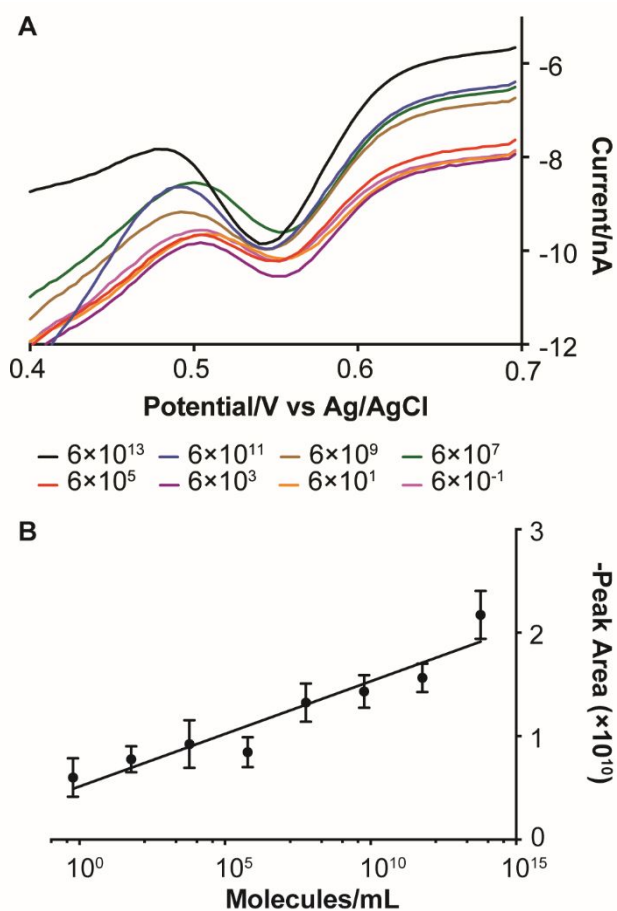 A
-6
-8
-10
-12
Current/nA
0.4 0.5 0.6 0.7
Potential/V vs Ag/AgCl
6×10¹³ 6×10¹¹ 6×10⁹ 6×10⁷
6×10⁵ 6×10³ 6×10¹ 6×10⁻¹
B
3
2
1
0
-Peak Area (×10¹⁰)
10⁰ 10⁵ 10¹⁰ 10¹⁵
Molecules/mL